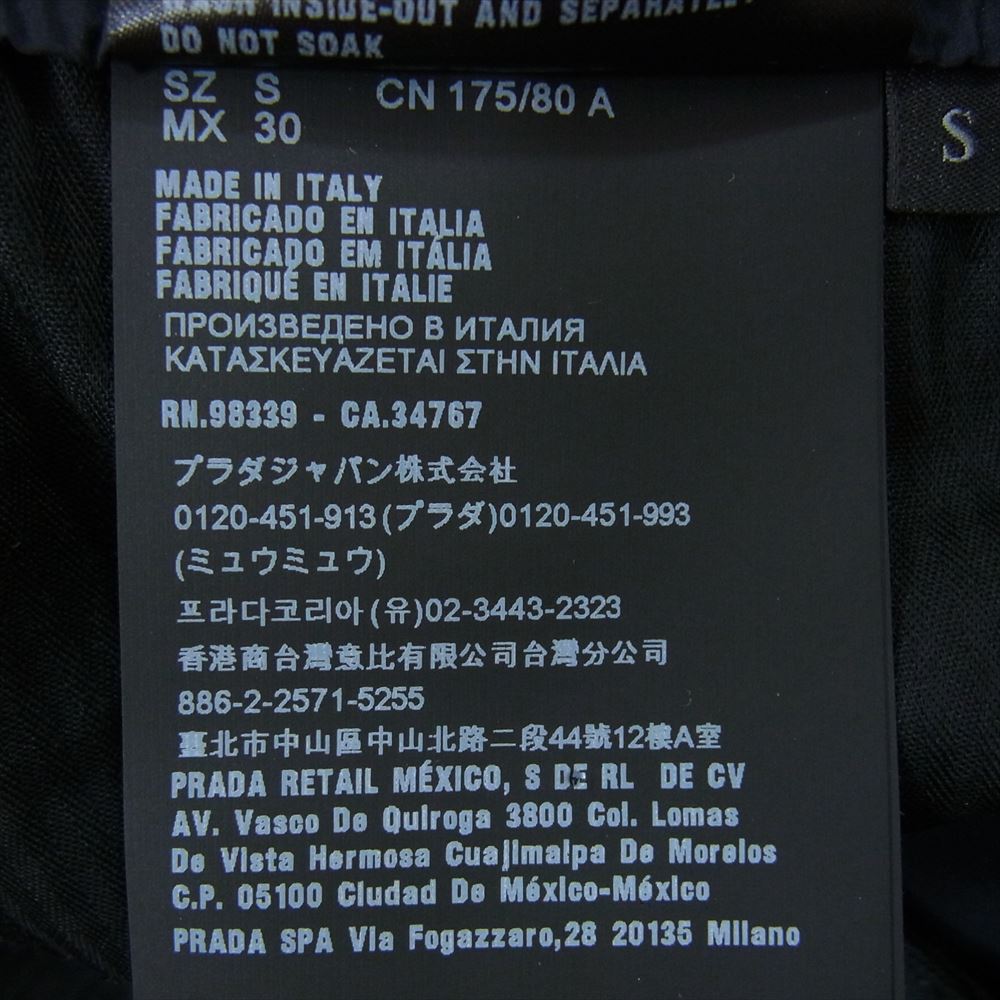 WASH INSIDE-OUT AND SEPARATELY
DO NOT SOAK
SZ S CN 175/80 A
MX 30
S
MADE IN ITALY
FABRICADO EN ITALIA
FABRICADO EM ITÁLIA
FABRIQUÉ EN ITALIE
ПРОИЗВЕДЕНО В ИТАЛИЯ
ΚΑΤΑΣΚΕΥΑΖΕΤΑΙ ΣΤΗΝ ΙΤΑΛΙΑ
RN.98339 - CA.34767
プラダジャパン株式会社
0120-451-913(プラダ)0120-451-993
(ミュウミュウ)
프라다코리아(유)02-3443-2323
香港商台灣意比有限公司台灣分公司
886-2-2571-5255
臺北市中山區中山北路二段44號12樓A室
PRADA RETAIL MÉXICO, S DE RL DE CV
AV. Vasco De Quiroga 3800 Col. Lomas
De Vista Hermosa Cuajimalpa De Morelos
C.P. 05100 Ciudad De México-México
PRADA SPA Via Fogazzaro,28 20135 Milano